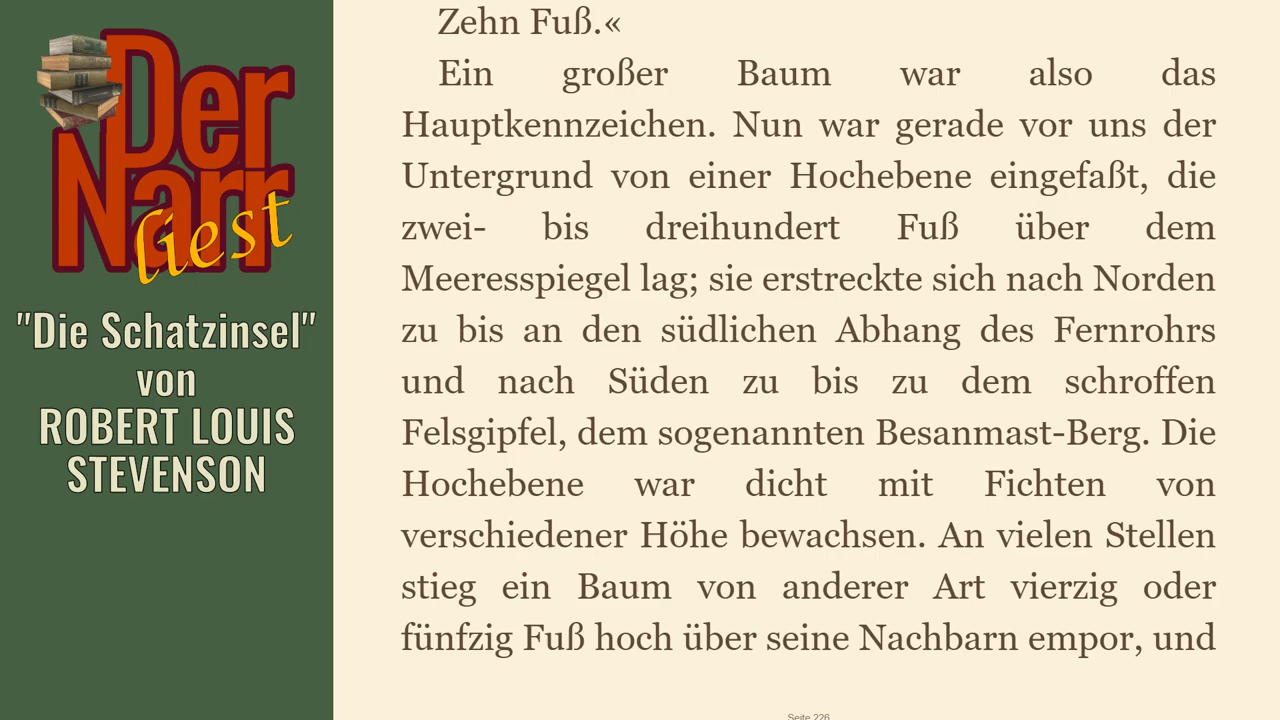 Der
Narr
liest
"Die Schatzinsel"
von
ROBERT LOUIS
STEVENSON
Zehn Fuß.«
Ein großer Baum war also das
Hauptkennzeichen. Nun war gerade vor uns der
Untergrund von einer Hochebene eingefaßt, die
zwei- bis dreihundert Fuß über dem
Meeresspiegel lag; sie erstreckte sich nach Norden
zu bis an den südlichen Abhang des Fernrohrs
und nach Süden zu bis zu dem schroffen
Felsgipfel, dem sogenannten Besanmast-Berg. Die
Hochebene war dicht mit Fichten von
verschiedener Höhe bewachsen. An vielen Stellen
stieg ein Baum von anderer Art vierzig oder
fünfzig Fuß hoch über seine Nachbarn empor, und
Seite 226